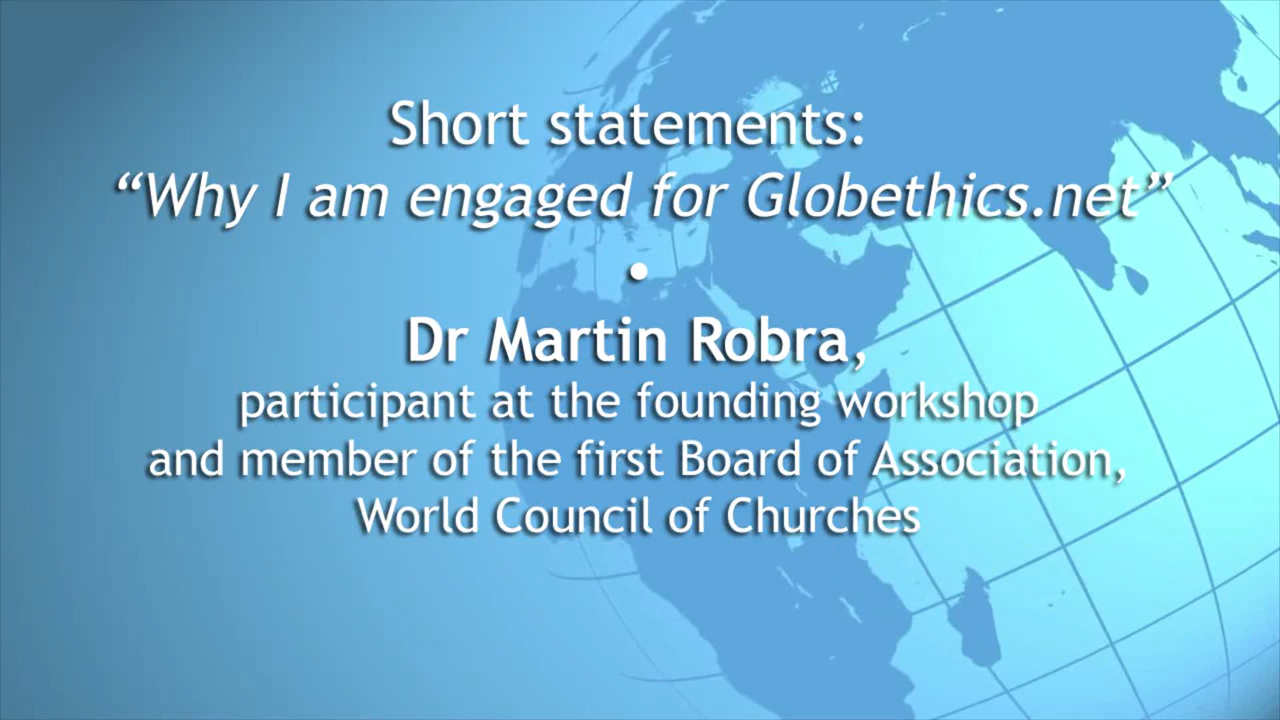 Short statements:
“Why I am engaged for Globethics.net”
•
Dr Martin Robra,
participant at the founding workshop
and member of the first Board of Association,
World Council of Churches